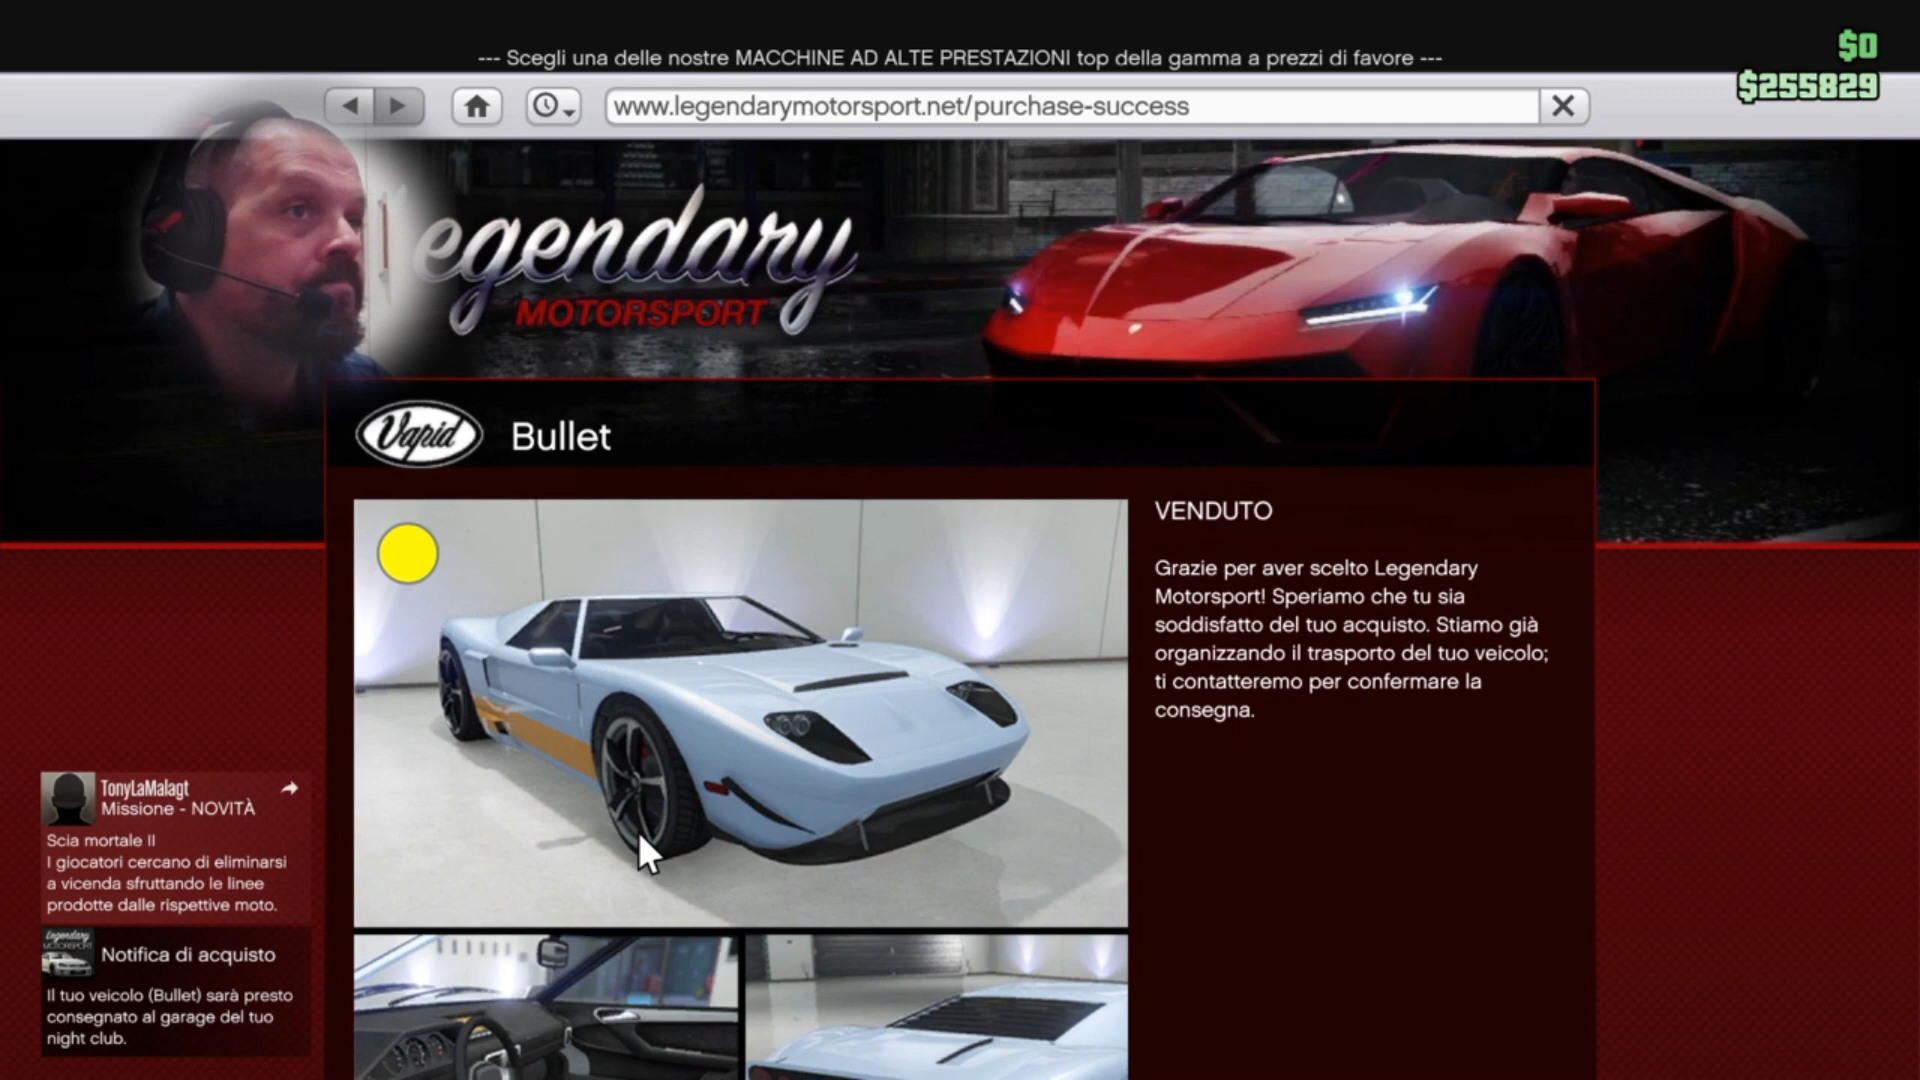 --- Scegli una delle nostre MACCHINE AD ALTE PRESTAZIONI top della gamma a prezzi di favore ---
$0
$255829
www.legendarymotorsport.net/purchase-success
egendary
MOTORSPORT
Vapid
Bullet
VENDUTO
Grazie per aver scelto Legendary
Motorsport! Speriamo che tu sia
soddisfatto del tuo acquisto. Stiamo già
organizzando il trasporto del tuo veicolo;
ti contatteremo per confermare la
consegna.
TonyLaMalagt
Missione - NOVITÀ
Scia mortale II
I giocatori cercano di eliminarsi
a vicenda sfruttando le linee
prodotte dalle rispettive moto.
Legendary
MOTORSPORT
Notifica di acquisto
Il tuo veicolo (Bullet) sarà presto
consegnato al garage del tuo
night club.